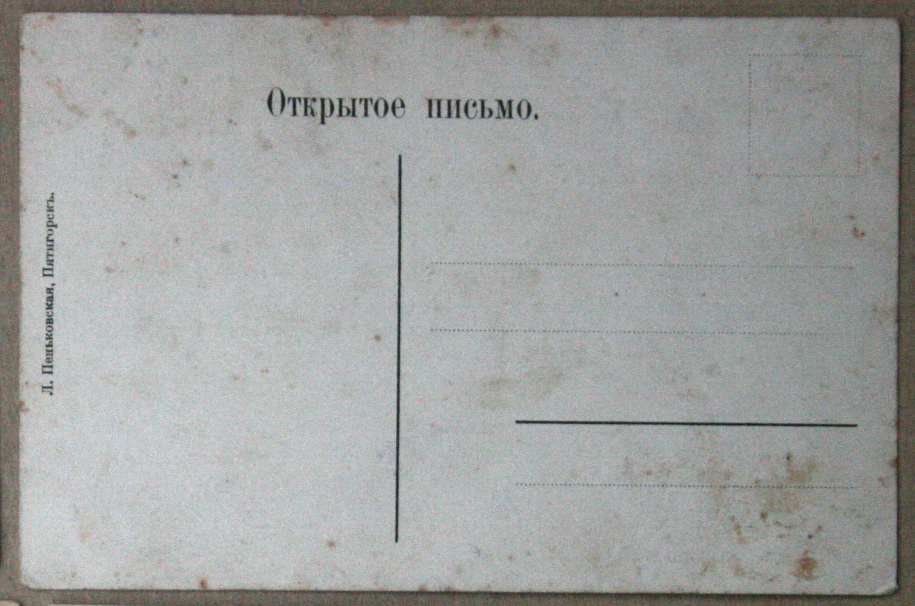 Открытое письмо.
Л. Пеньковская, Пятигорскъ.